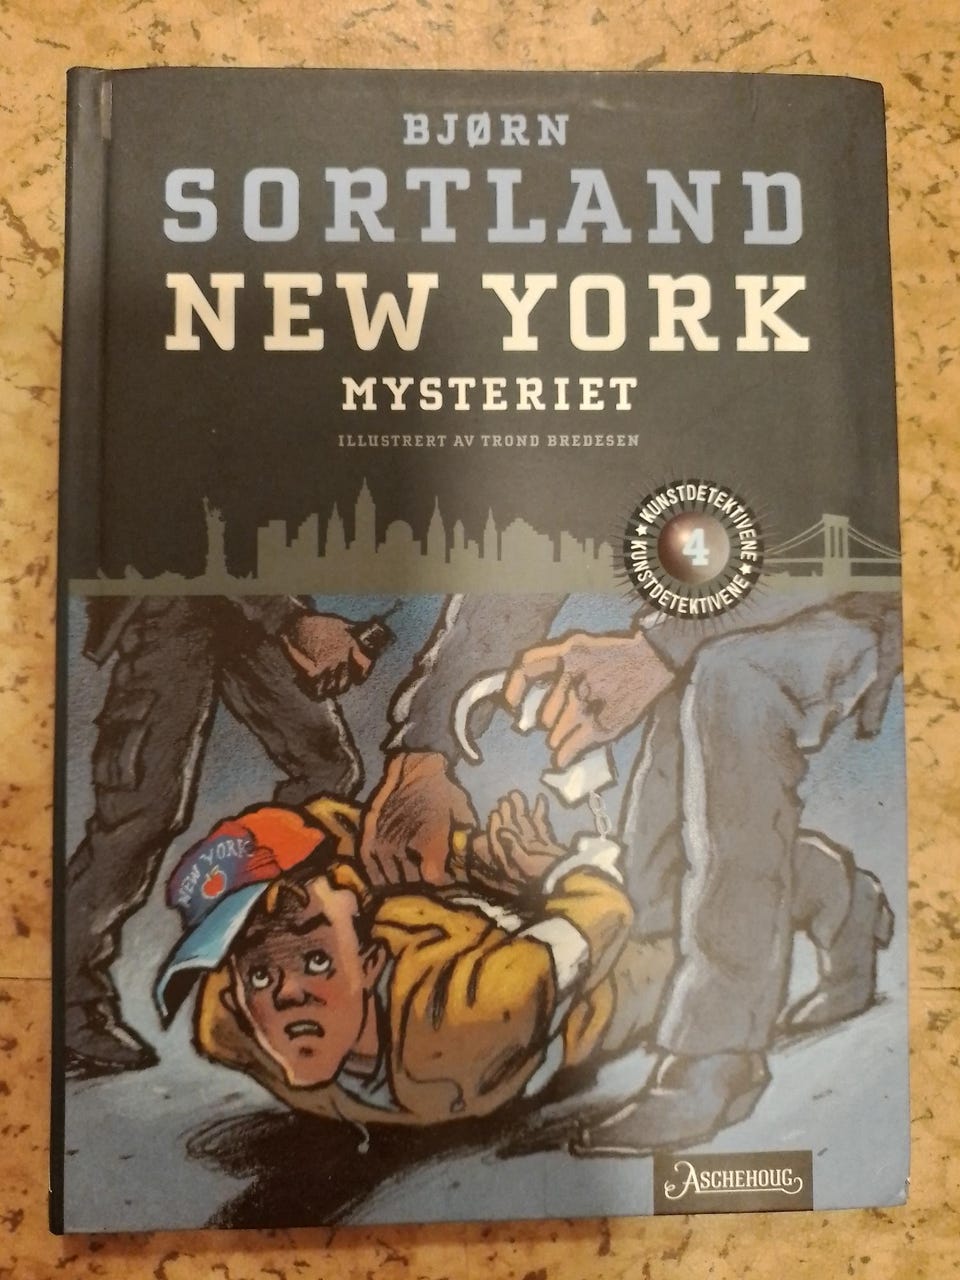 BJØRN
SORTLAND
NEW YORK
MYSTERIET
ILLUSTRERT AV TROND BREDESEN
KUNSTDETEKTIVENE
4
KUNSTDETEKTIVENE
NEW YORK
ASCHEHOUG